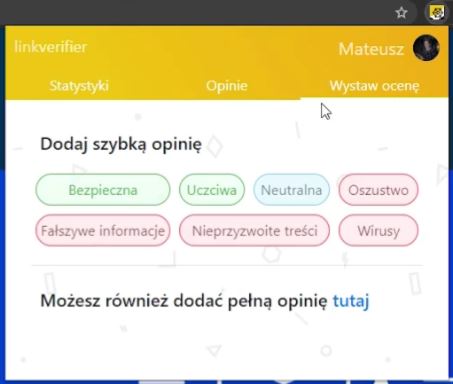 linkverifier Mateusz
Statystyki Opinie Wystaw ocenę
Dodaj szybką opinię
Bezpieczna Uczciwa Neutralna Oszustwo
Fałszywe informacje Nieprzyzwoite treści Wirusy
Możesz również dodać pełną opinię tutaj